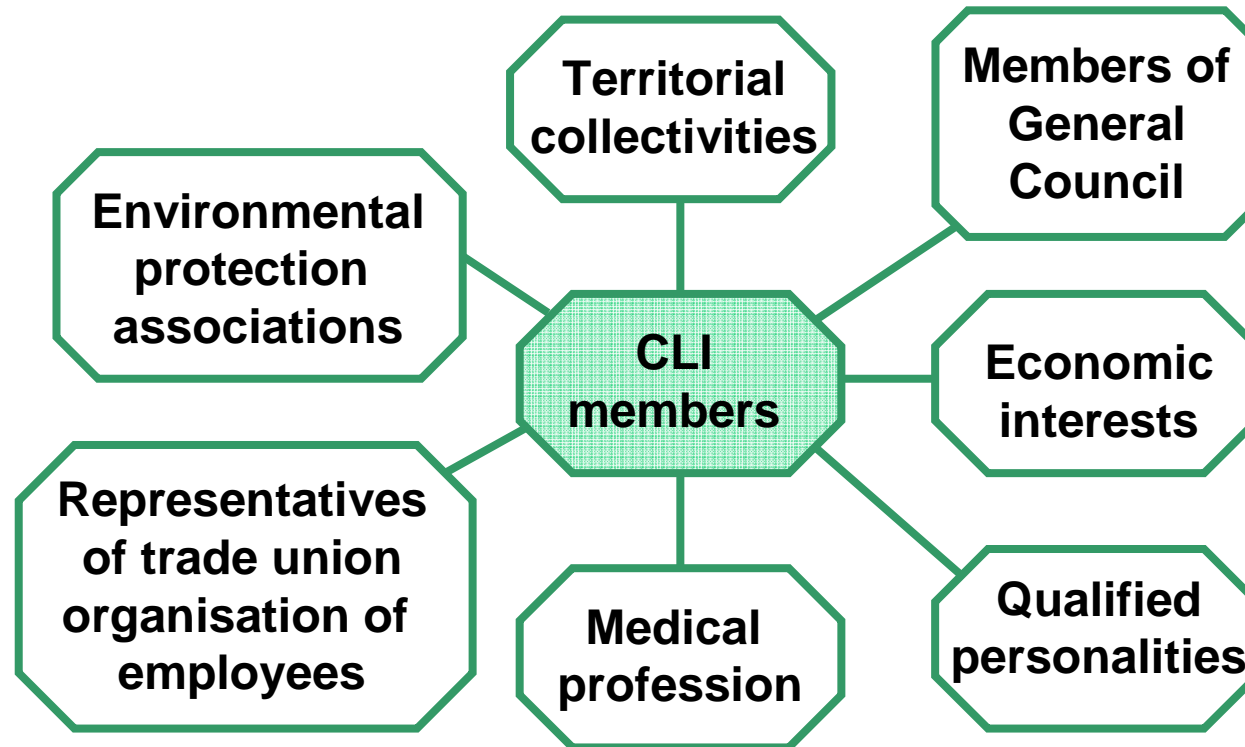 Territorial
collectivities
Members of
General
Council
Environmental
protection
associations
CLI
members
Economic
interests
Representatives
of trade union
organisation of
employees
Medical
profession
Qualified
personalities